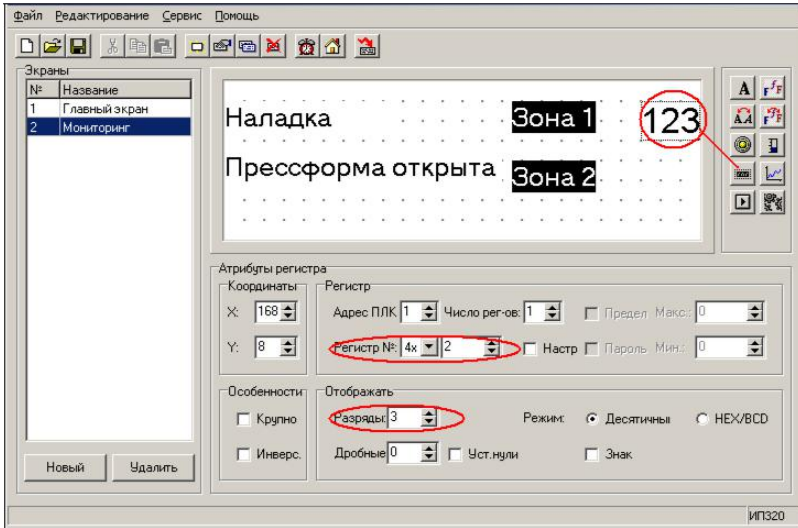 Файл Редактирование Сервис Помощь
Экраны
№ Название
1 Главный экран
2 Мониторинг
Новый Удалить
Наладка Зона 1 123
Прессформа открыта Зона 2
A F f F
A A F F
Атрибуты регистра
Координаты
X: 168
Y: 8
Регистр
Адрес ПЛК 1 Число рег-ов: 1 Предел Макс.: 0
Регистр №: 4x 2 Настр Пароль Мин.: 0
Особенности
Крупно
Инверс.
Отображать
Разряды: 3 Режим: Десятичны HEX/BCD
Дробные 0 Уст.нули Знак
ИП320